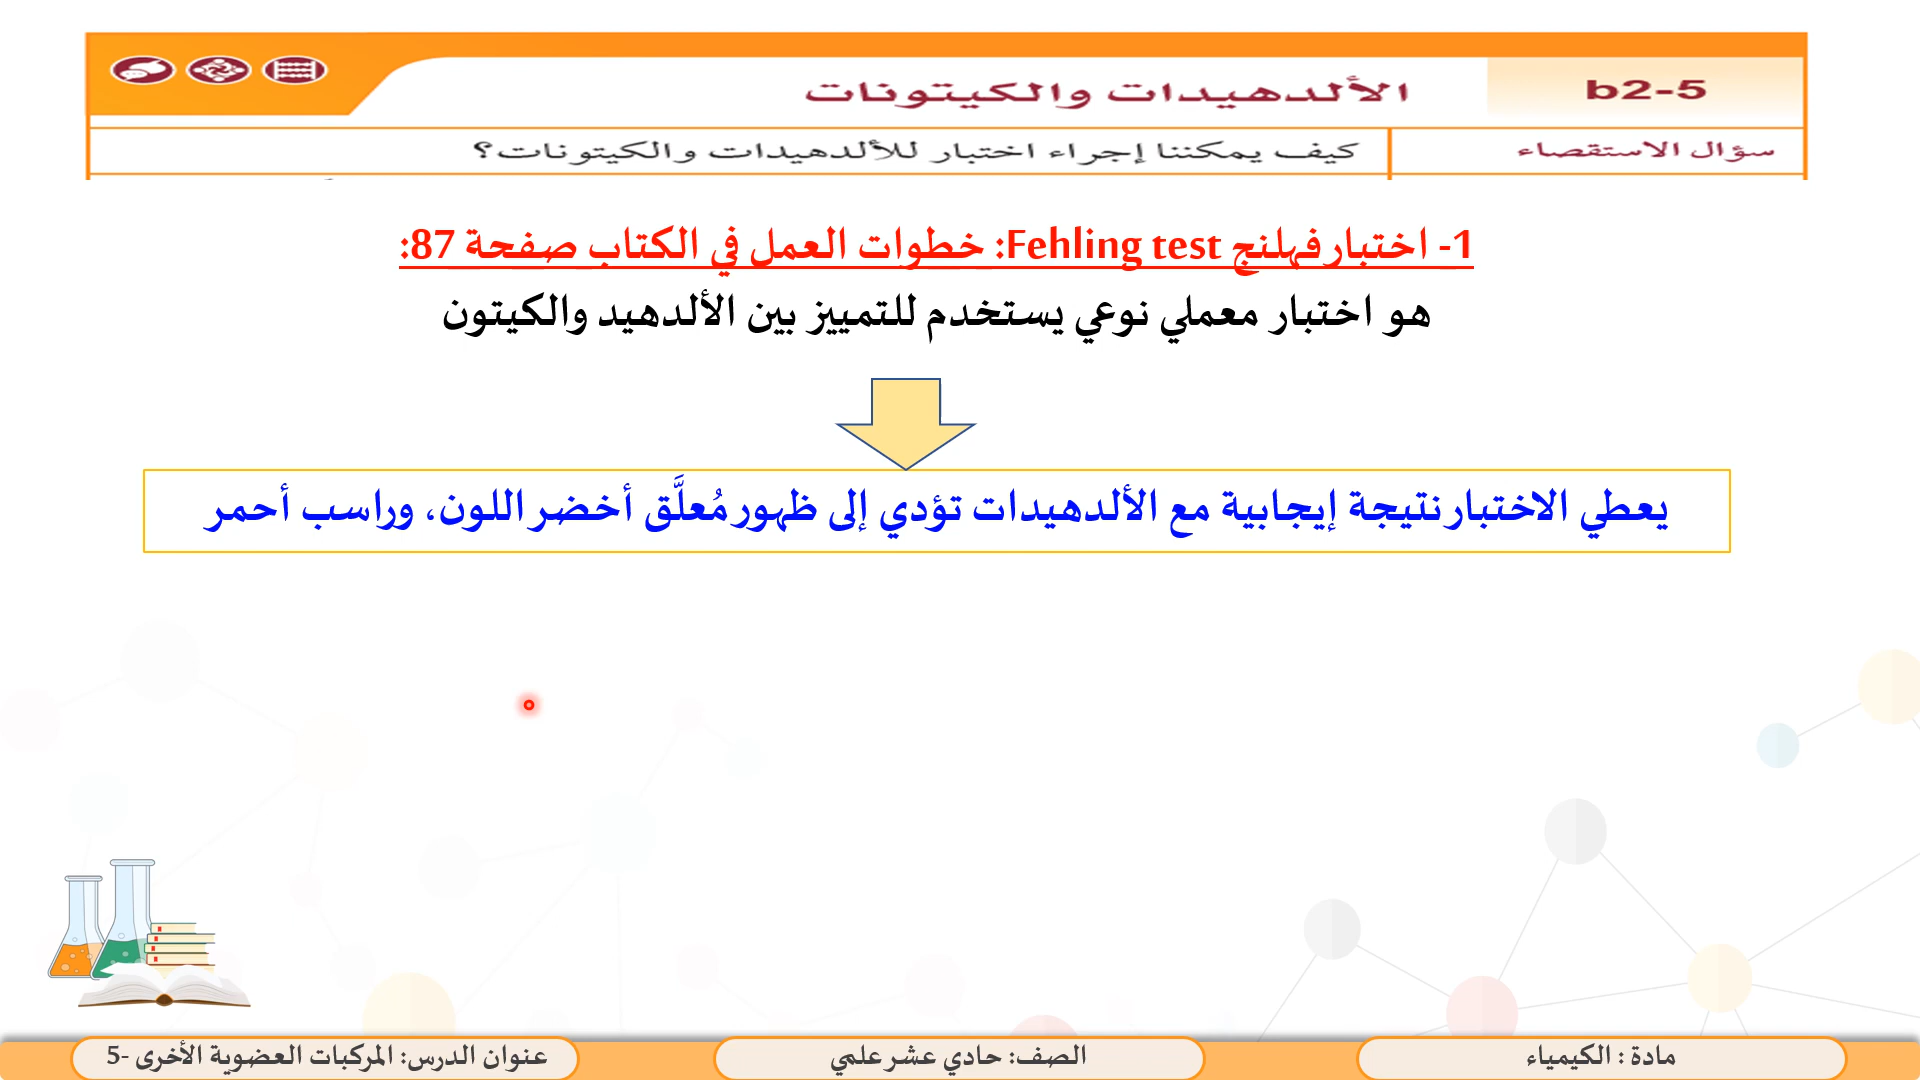 b2-5 الألدهيدات والكيتونات
سؤال الاستقصاء كيف يمكننا إجراء اختبار للألدهيدات والكيتونات؟
1- اختبار فهلنج Fehling test: خطوات العمل في الكتاب صفحة 87:
هو اختبار معملي نوعي يستخدم للتمييز بين الألدهيد والكيتون
يعطي الاختبار نتيجة إيجابية مع الألدهيدات تؤدي إلى ظهور مُعلَّق أخضر اللون، وراسب أحمر
مادة : الكيمياء
الصف: حادي عشر علمي
عنوان الدرس: المركبات العضوية الأخرى -5